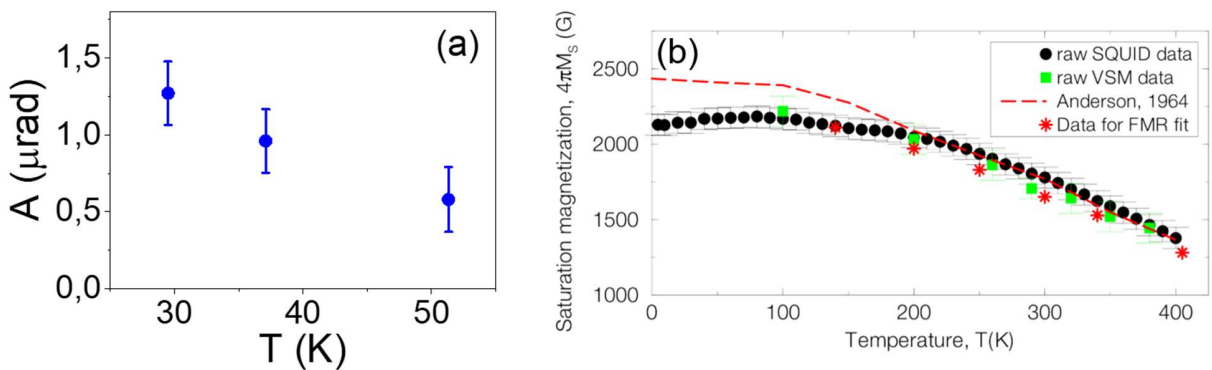 (a)
1,5
1,0
0,5
0,0
A (μrad)
30 40 50
T (K)
(b)
Saturation magnetization, 4πMS (G)
2500
2000
1500
1000
0 100 200 300 400
Temperature, T(K)
raw SQUID data
raw VSM data
Anderson, 1964
Data for FMR fit